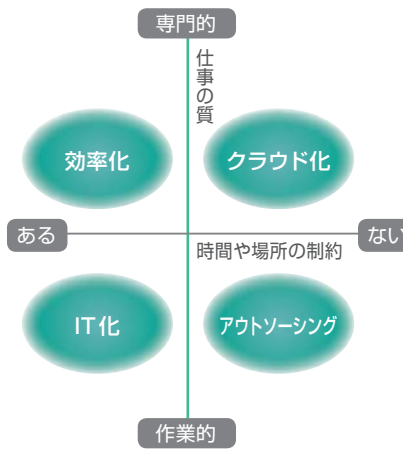 専門的
仕事の質
効率化
クラウド化
ある
ない
時間や場所の制約
IT化
アウトソーシング
作業的